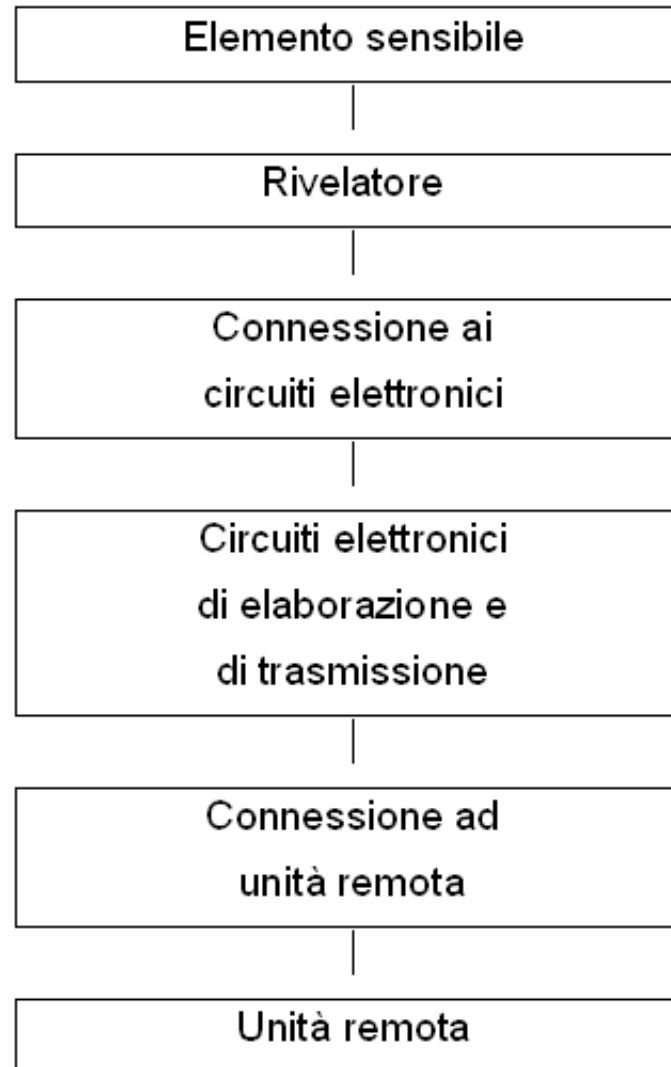 Elemento sensibile
Rivelatore
Connessione ai
circuiti elettronici
Circuiti elettronici
di elaborazione e
di trasmissione
Connessione ad
unità remota
Unità remota